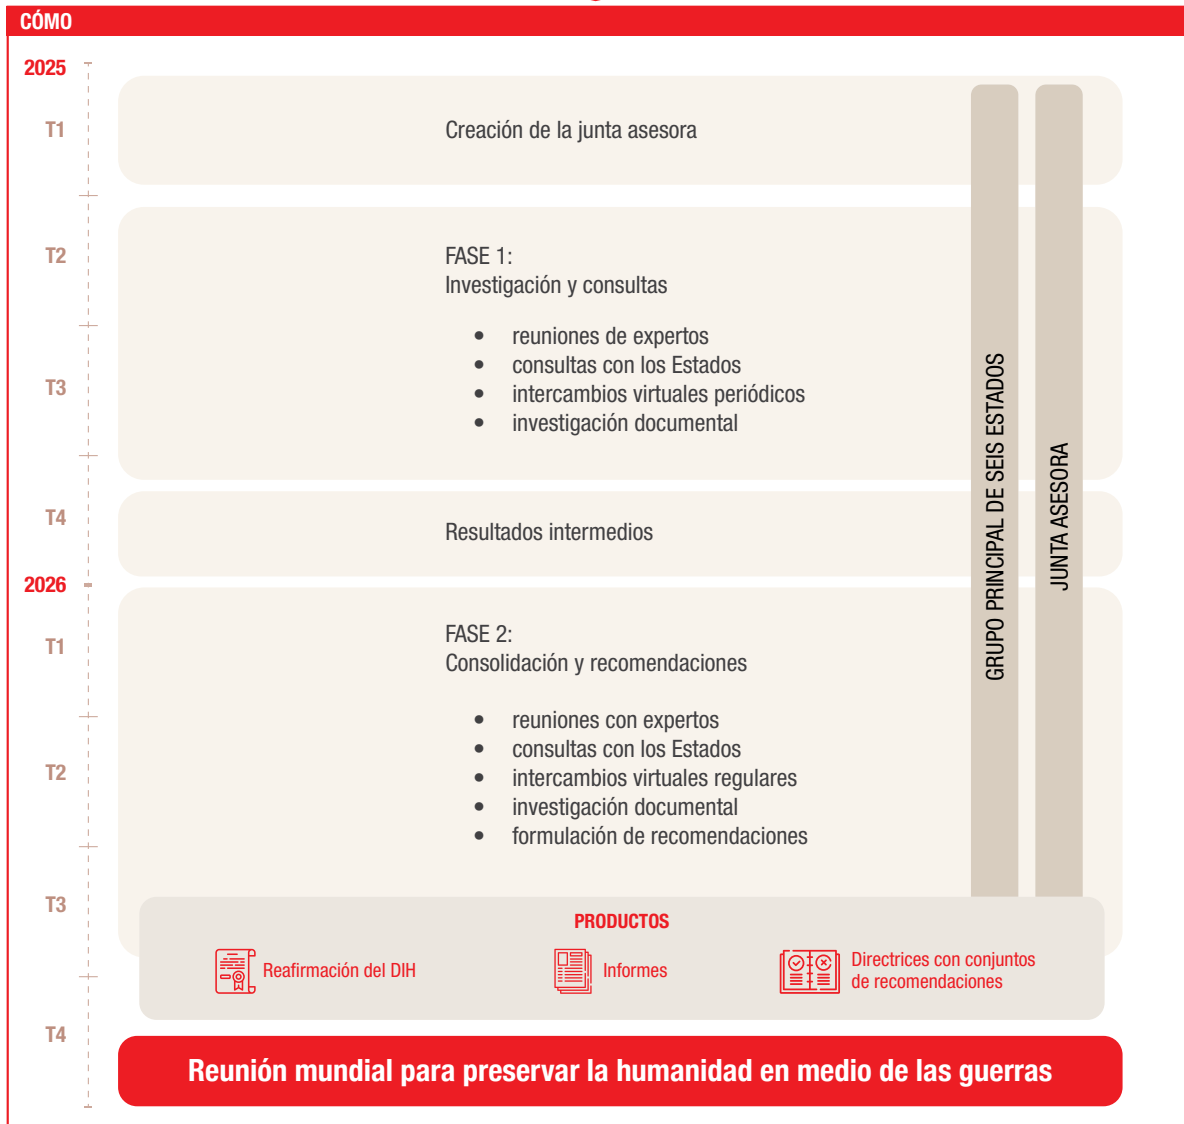 CÓMO
2025
T1
Creación de la junta asesora
T2
FASE 1:
Investigación y consultas
• reuniones de expertos
• consultas con los Estados
T3
• intercambios virtuales periódicos
• investigación documental
T4
Resultados intermedios
2026
T1
FASE 2:
Consolidación y recomendaciones
• reuniones con expertos
• consultas con los Estados
T2
• intercambios virtuales regulares
• investigación documental
• formulación de recomendaciones
GRUPO PRINCIPAL DE SEIS ESTADOS
JUNTA ASESORA
T3
PRODUCTOS
Reafirmación del DIH
Informes
Directrices con conjuntos
de recomendaciones
T4
Reunión mundial para preservar la humanidad en medio de las guerras